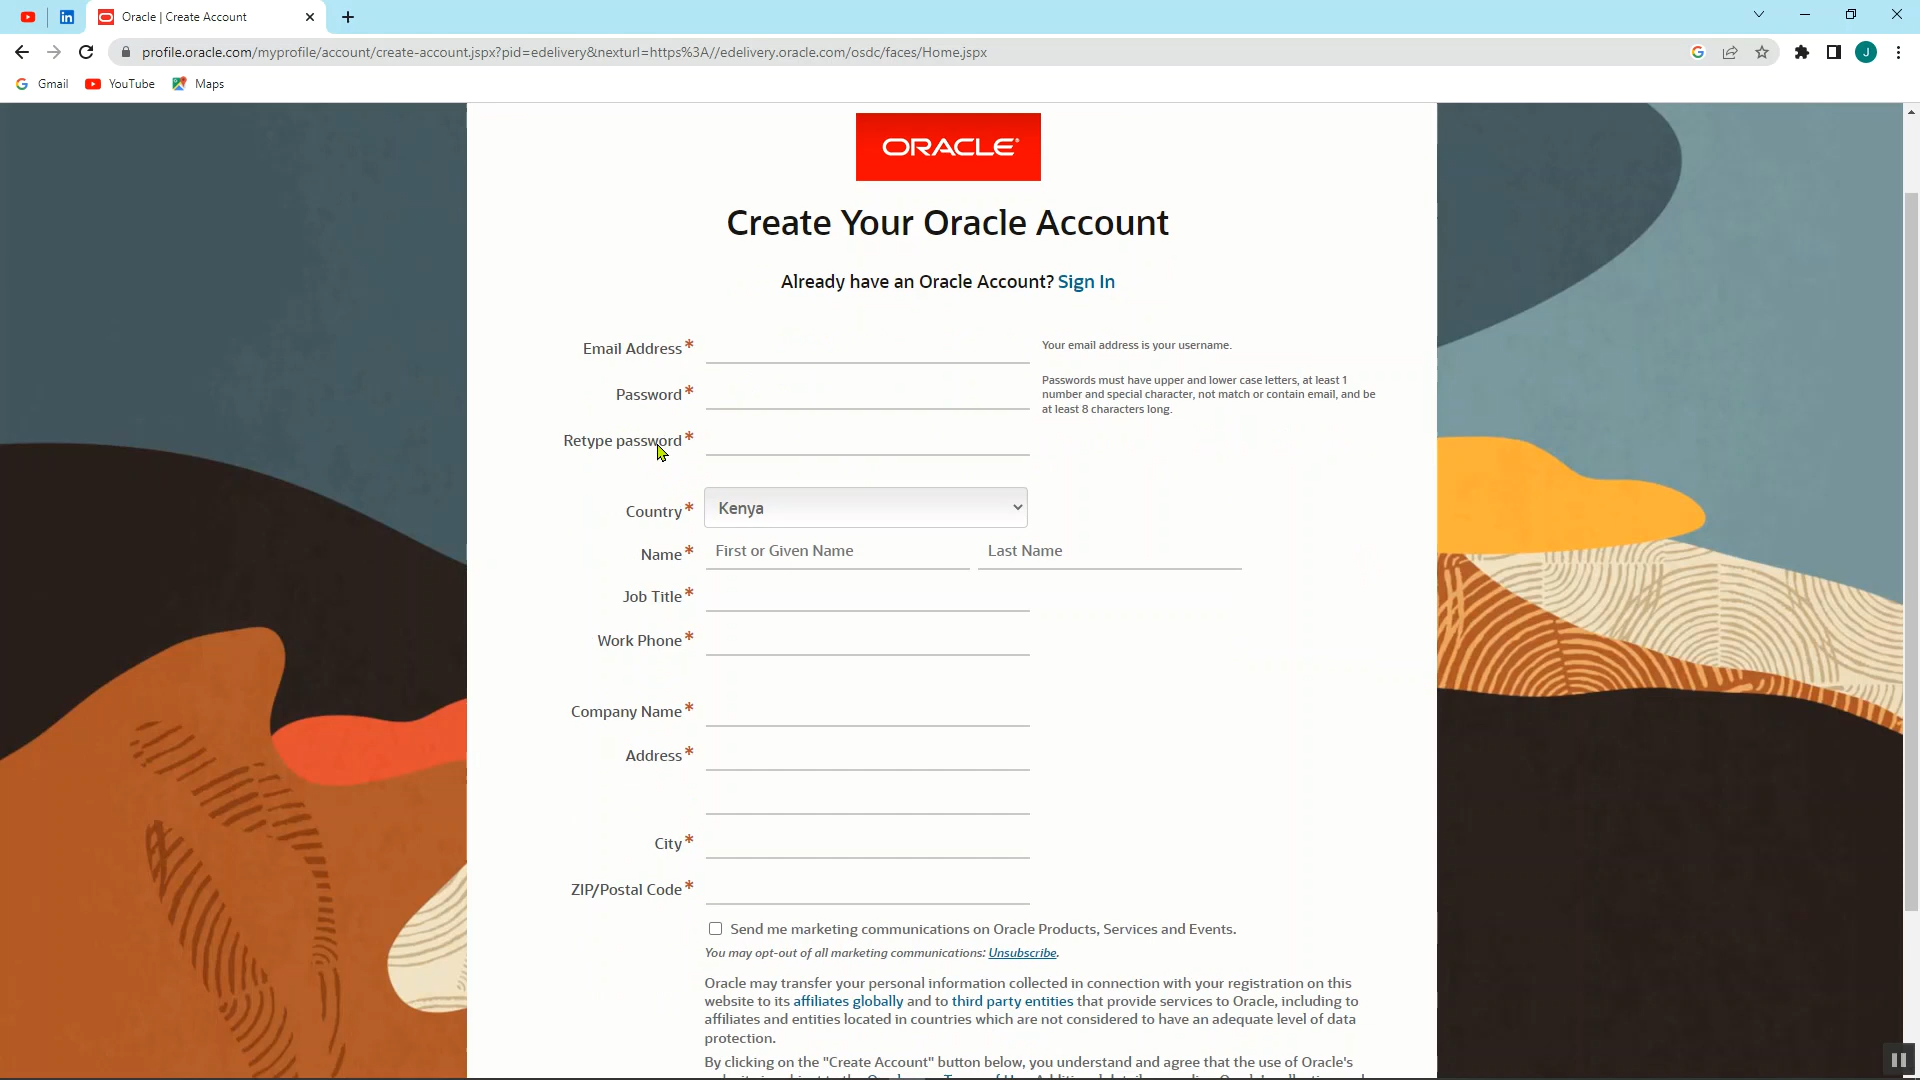 Oracle | Create Account
profile.oracle.com/myprofile/account/create-account.jspx?pid=edelivery&nexturl=https%3A//edelivery.oracle.com/osdc/faces/Home.jspx
J
Gmail YouTube Maps
ORACLE
Create Your Oracle Account
Already have an Oracle Account? Sign In
Email Address* Your email address is your username.
Password* Passwords must have upper and lower case letters, at least 1
number and special character, not match or contain email, and be
at least 8 characters long.
Retype password*
Country* Kenya
Name* First or Given Name Last Name
Job Title*
Work Phone*
Company Name*
Address*
City*
ZIP/Postal Code*
Send me marketing communications on Oracle Products, Services and Events.
You may opt-out of all marketing communications: Unsubscribe.
Oracle may transfer your personal information collected in connection with your registration on this
website to its affiliates globally and to third party entities that provide services to Oracle, including to
affiliates and entities located in countries which are not considered to have an adequate level of data
protection.
By clicking on the "Create Account" button below, you understand and agree that the use of Oracle's